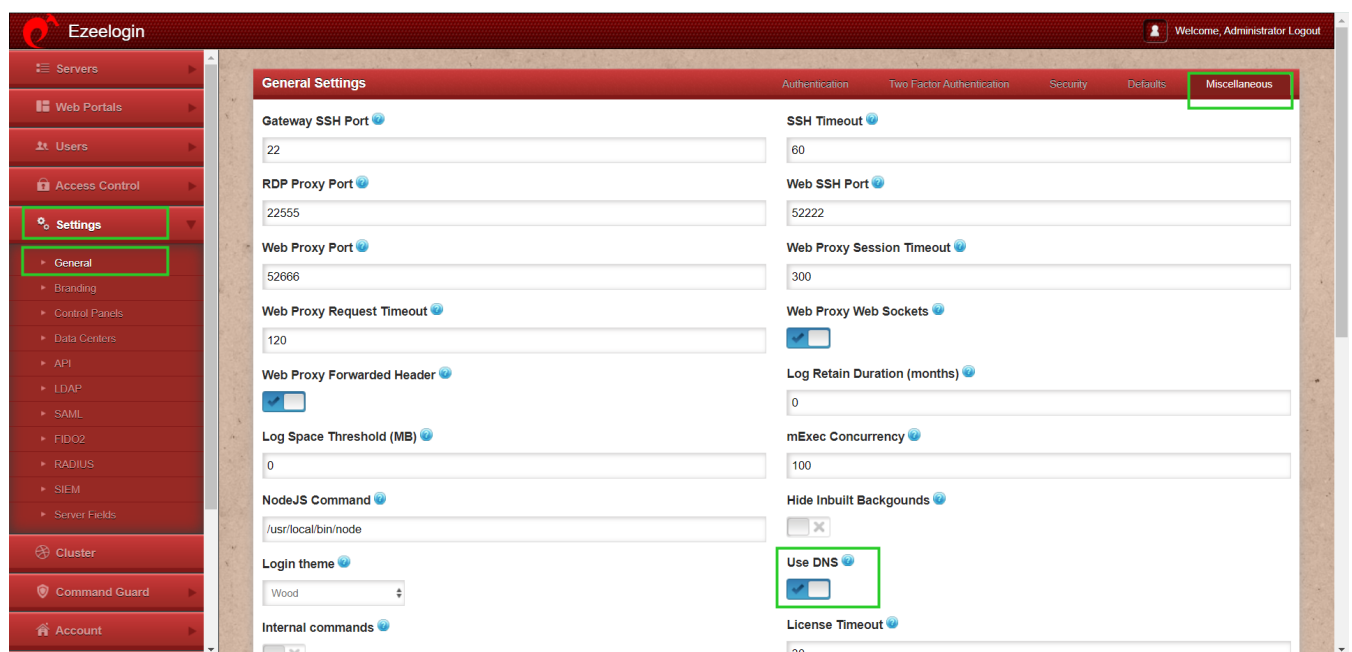 Ezeelogin
Welcome, Administrator Logout
Servers
Web Portals
Users
Access Control
Settings
General
Branding
Control Panels
Data Centers
API
LDAP
SAML
FIDO2
RADIUS
SIEM
Server Fields
Cluster
Command Guard
Account
General Settings
Authentication
Two Factor Authentication
Security
Defaults
Miscellaneous
Gateway SSH Port
22
SSH Timeout
60
RDP Proxy Port
22555
Web SSH Port
52222
Web Proxy Port
52666
Web Proxy Session Timeout
300
Web Proxy Request Timeout
120
Web Proxy Web Sockets
Web Proxy Forwarded Header
Log Retain Duration (months)
0
Log Space Threshold (MB)
0
mExec Concurrency
100
NodeJS Command
/usr/local/bin/node
Hide Inbuilt Backgounds
Login theme
Wood
Use DNS
Internal commands
License Timeout